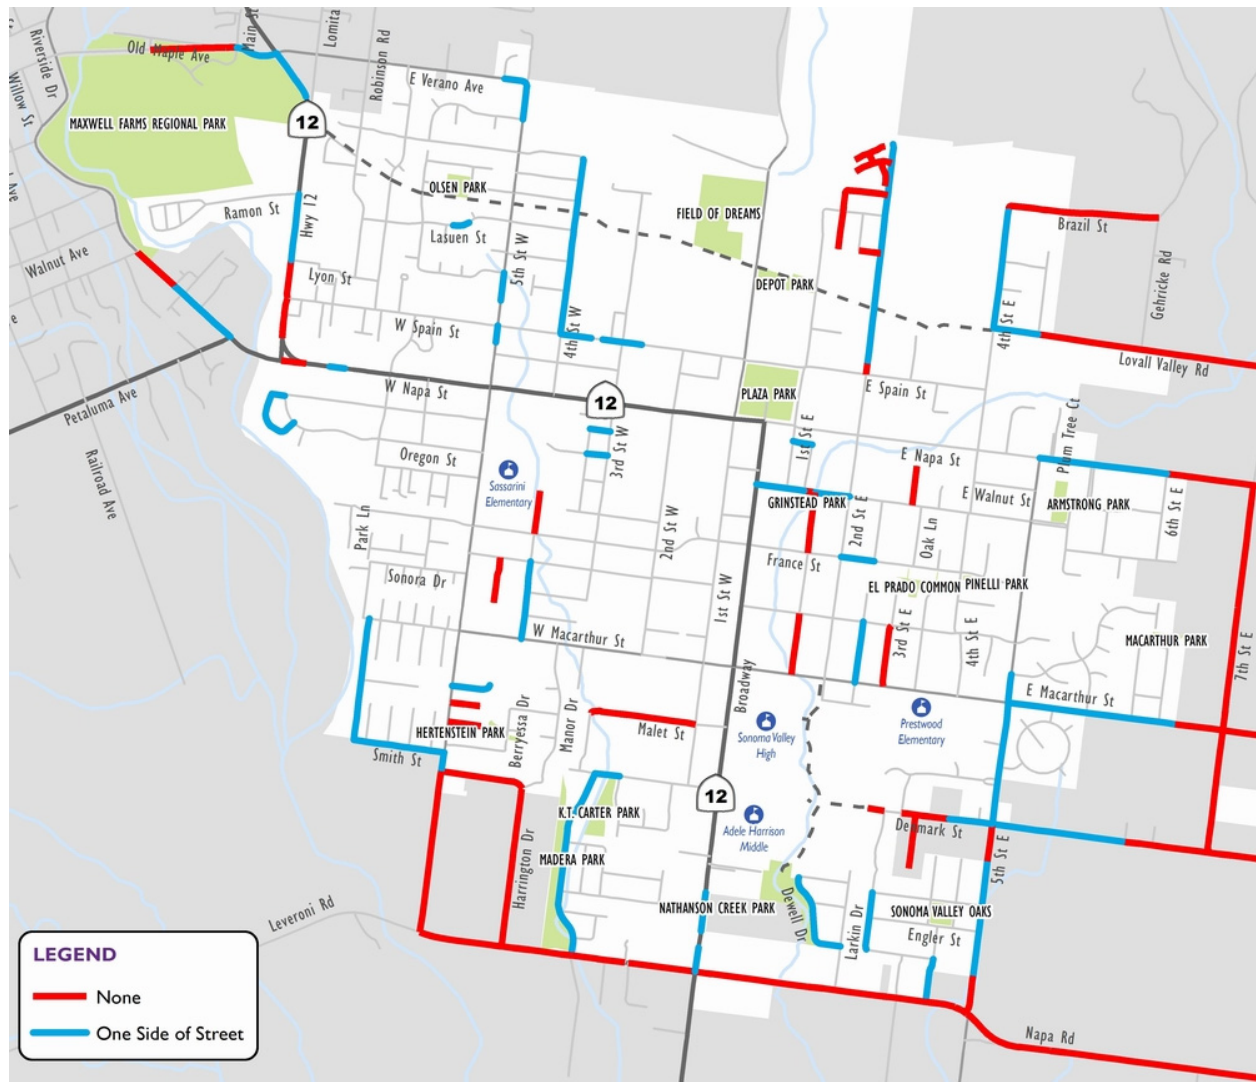 Riverside Dr
Willow St
Old Maple Ave
Main St
Lomita
Robinson Rd
E Verano Ave
12
MAXWELL FARMS REGIONAL PARK
Ramon St
Hwy 12
OLSEN PARK
Lasuen St
5th St W
FIELD OF DREAMS
Walnut Ave
Lyon St
W Spain St
4th St W
DEPOT PARK
Brazil St
4th St E
Gehricke Rd
Lovall Valley Rd
E Spain St
Petaluma Ave
Railroad Ave
W Napa St
12
PLAZA PARK
1st St E
3rd St W
Oregon St
Sassarini
Elementary
E Napa St
Plum Tree Ct
E Walnut St
ARMSTRONG PARK
6th St E
GRINSTEAD PARK
2nd St E
Oak Ln
Park Ln
2nd St W
France St
Sonora Dr
1st St W
EL PRADO COMMON
PINELLI PARK
3rd St E
4th St E
MACARTHUR PARK
7th St E
W Macarthur St
Broadway
E Macarthur St
Berryessa Dr
Manor Dr
HERTENSTEIN PARK
Malet St
Smith St
Sonoma Valley
High
Prestwood
Elementary
12
K.T. CARTER PARK
Adele Harrison
Middle
Denmark St
Harrington Dr
MADERA PARK
5th St E
NATHANSON CREEK PARK
Dewell Dr
Larkin Dr
SONOMA VALLEY OAKS
Engler St
Leveroni Rd
Napa Rd
LEGEND
None
One Side of Street